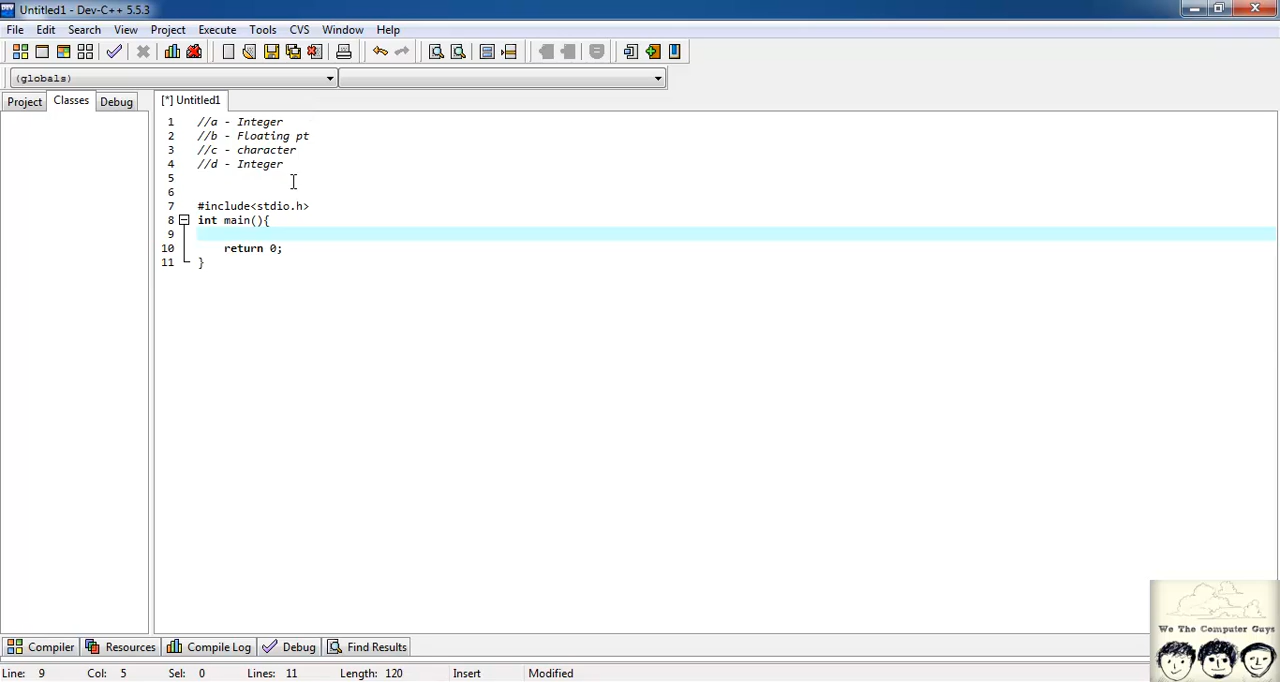 Untitled1 - Dev-C++ 5.5.3
File Edit Search View Project Execute Tools CVS Window Help
(globals)
Project Classes Debug [*] Untitled1
1 //a - Integer
2 //b - Floating pt
3 //c - character
4 //d - Integer
5
6
7 #include<stdio.h>
8 int main(){
9
10 return 0;
11 }
We The Computer Guys
Compiler Resources Compile Log Debug Find Results
Line: 9 Col: 5 Sel: 0 Lines: 11 Length: 120 Insert Modified